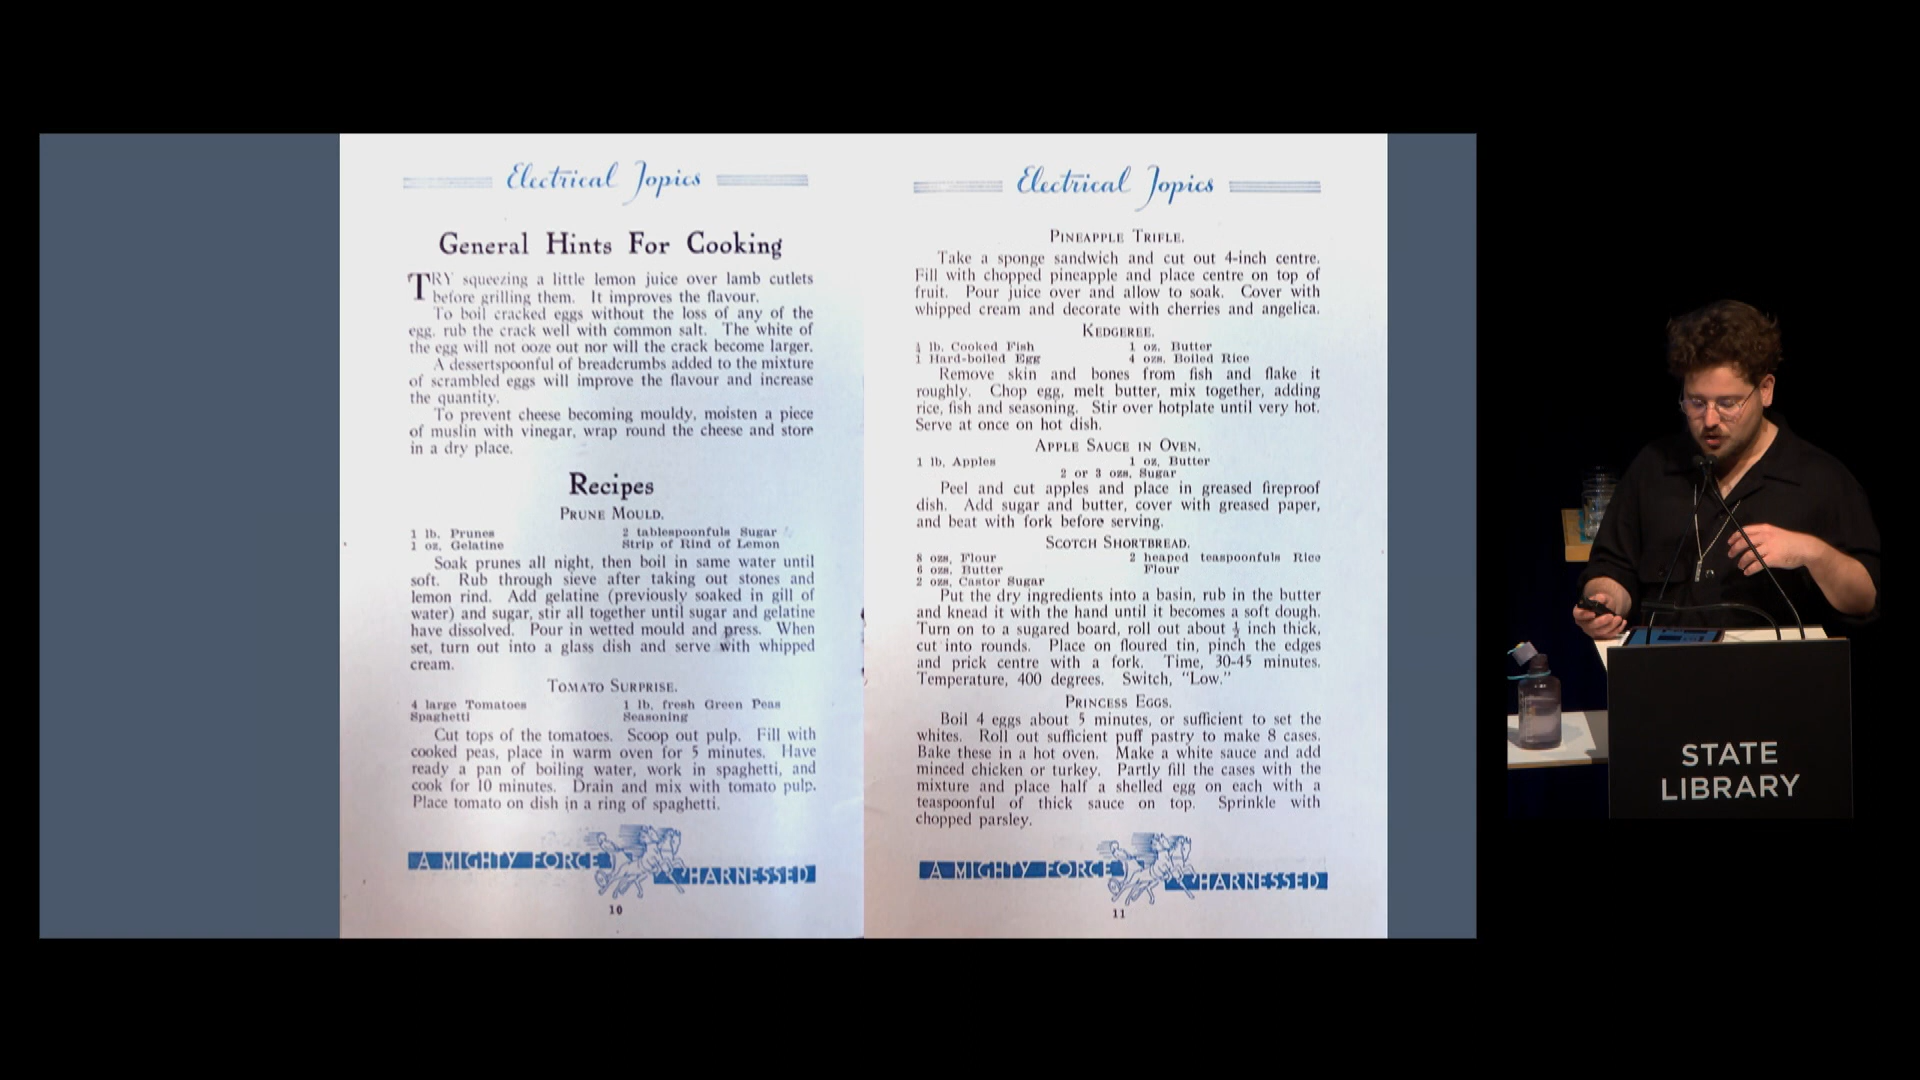 Electrical Topics
General Hints For Cooking
TRY squeezing a little lemon juice over lamb cutlets
before grilling them. It improves the flavour.
To boil cracked eggs without the loss of any of the
egg, rub the crack well with common salt. The white of
the egg will not ooze out nor will the crack become larger.
A dessertspoonful of breadcrumbs added to the mixture
of scrambled eggs will improve the flavour and increase
the quantity.
To prevent cheese becoming mouldy, moisten a piece
of muslin with vinegar, wrap round the cheese and store
in a dry place.
Recipes
PRUNE MOULD.
1 lb. Prunes 2 tablespoonfuls Sugar
1 oz. Gelatine Strip of Rind of Lemon
Soak prunes all night, then boil in same water until
soft. Rub through sieve after taking out stones and
lemon rind. Add gelatine (previously soaked in gill of
water) and sugar, stir all together until sugar and gelatine
have dissolved. Pour in wetted mould and press. When
set, turn out into a glass dish and serve with whipped
cream.
TOMATO SURPRISE.
4 large Tomatoes 1 lb. fresh Green Peas
Spaghetti Seasoning
Cut tops of the tomatoes. Scoop out pulp. Fill with
cooked peas, place in warm oven for 5 minutes. Have
ready a pan of boiling water, work in spaghetti, and
cook for 10 minutes. Drain and mix with tomato pulp.
Place tomato on dish in a ring of spaghetti.
A MIGHTY FORCE HARNESSED
10
Electrical Topics
PINEAPPLE TRIFLE.
Take a sponge sandwich and cut out 4-inch centre.
Fill with chopped pineapple and place centre on top of
fruit. Pour juice over and allow to soak. Cover with
whipped cream and decorate with cherries and angelica.
KEDGEREE.
lb. Cooked Fish 1 oz. Butter
1 Hard-boiled Egg 4 ozs. Boiled Rice
Remove skin and bones from fish and flake it
roughly. Chop egg, melt butter, mix together, adding
rice, fish and seasoning. Stir over hotplate until very hot.
Serve at once on hot dish.
APPLE SAUCE IN OVEN.
1 lb. Apples 1 oz. Butter
2 or 3 ozs. Sugar
Peel and cut apples and place in greased fireproof
dish. Add sugar and butter, cover with greased paper,
and beat with fork before serving.
SCOTCH SHORTBREAD.
8 ozs. Flour 2 heaped teaspoonfuls Rice
6 ozs. Butter Flour
2 ozs. Castor Sugar
Put the dry ingredients into a basin, rub in the butter
and knead it with the hand until it becomes a soft dough.
Turn on to a sugared board, roll out about ½ inch thick,
cut into rounds. Place on floured tin, pinch the edges
and prick centre with a fork. Time, 30-45 minutes.
Temperature, 400 degrees. Switch, "Low."
PRINCESS EGGS.
Boil 4 eggs about 5 minutes, or sufficient to set the
whites. Roll out sufficient puff pastry to make 8 cases.
Bake these in a hot oven. Make a white sauce and add
minced chicken or turkey. Partly fill the cases with the
mixture and place half a shelled egg on each with a
teaspoonful of thick sauce on top. Sprinkle with
chopped parsley.
A MIGHTY FORCE HARNESSED
11
STATE
LIBRARY